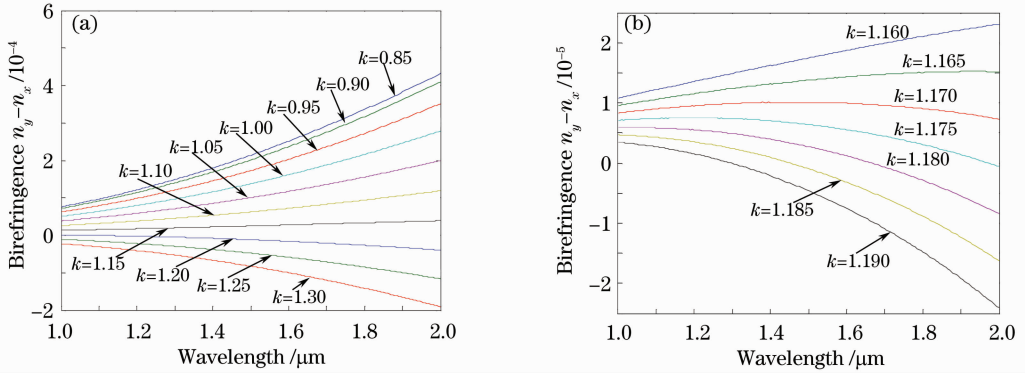 (a)
Birefringence n_y−n_x /10⁻⁴
6
4
2
0
−2
k=0.85
k=0.90
k=0.95
k=1.00
k=1.05
k=1.10
k=1.15
k=1.20
k=1.25
k=1.30
1.0 1.2 1.4 1.6 1.8 2.0
Wavelength /μm
(b)
Birefringence n_y−n_x /10⁻⁵
2
1
0
−1
−2
k=1.160
k=1.165
k=1.170
k=1.175
k=1.180
k=1.185
k=1.190
1.0 1.2 1.4 1.6 1.8 2.0
Wavelength /μm